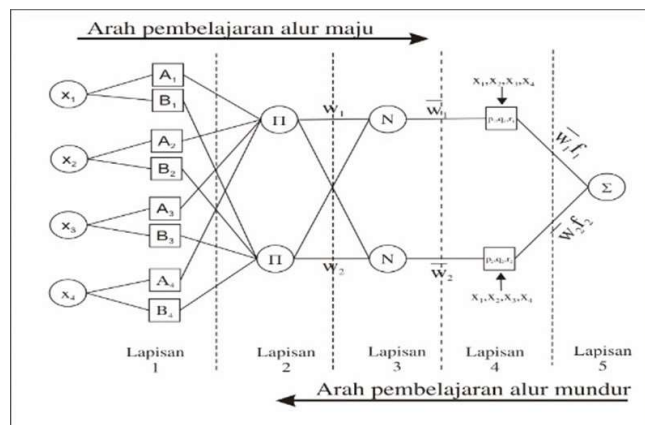 Arah pembelajaran alur maju
x₁ A₁ B₁
x₂ A₂ B₂
x₃ A₃ B₃
x₄ A₄ B₄
Π Π
w₁ w₂
N N
w̅₁ w̅₂
x₁,x₂,x₃,x₄
x₁,x₂,x₃,x₄
w̅₁f₁
w̅₂f₂
Σ
Lapisan 1
Lapisan 2
Lapisan 3
Lapisan 4
Lapisan 5
Arah pembelajaran alur mundur